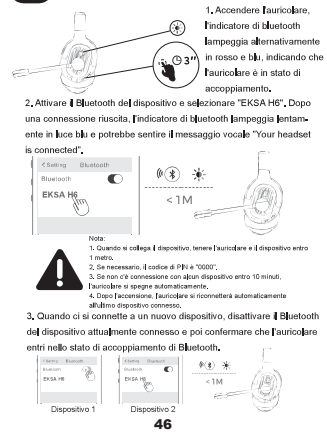 1. Accendere l'auricolare,
l'indicatore di bluetooth
lampeggia alternativamente
in rosso e blu, indicando che
l'auricolare è in stato di
accoppiamento.
3"
2. Attivare il Bluetooth del dispositivo e selezionare "EKSA H6". Dopo
una connessione riuscita, l'indicatore di bluetooth lampeggia lentam-
ente in luce blu e potrebbe sentire il messaggio vocale "Your headset
is connected".
< Setting Bluetooth
Bluetooth
EKSA H6
<1M
Nota:
1. Quando si collega il dispositivo, tenere l'auricolare e il dispositivo entro
1 metro.
2. Se necessario, il codice di PIN è "0000".
3. Se non c'è connessione con alcun dispositivo entro 10 minuti,
l'auricolare si spegne automaticamente.
4. Dopo l'accensione, l'auricolare si riconnetterà automaticamente
all'ultimo dispositivo connesso.
3. Quando ci si connette a un nuovo dispositivo, disattivare il Bluetooth
del dispositivo attualmente connesso e poi confermare che l'auricolare
entri nello stato di accoppiamento di Bluetooth.
< Setting Bluetooth
Bluetooth
EKSA H6
< Setting Bluetooth
Bluetooth
EKSA H6
<1M
Dispositivo 1
Dispositivo 2
46